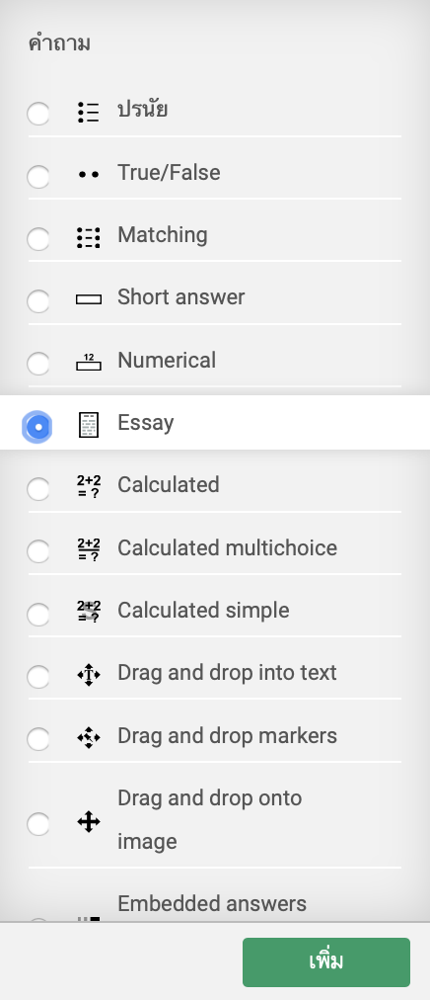 คำถาม
ปรนัย
True/False
Matching
Short answer
12
Numerical
Essay
2+2
= ?
Calculated
2+2
= ?
Calculated multichoice
2+2
= ?
Calculated simple
Drag and drop into text
Drag and drop markers
Drag and drop onto
image
Embedded answers
เพิ่ม